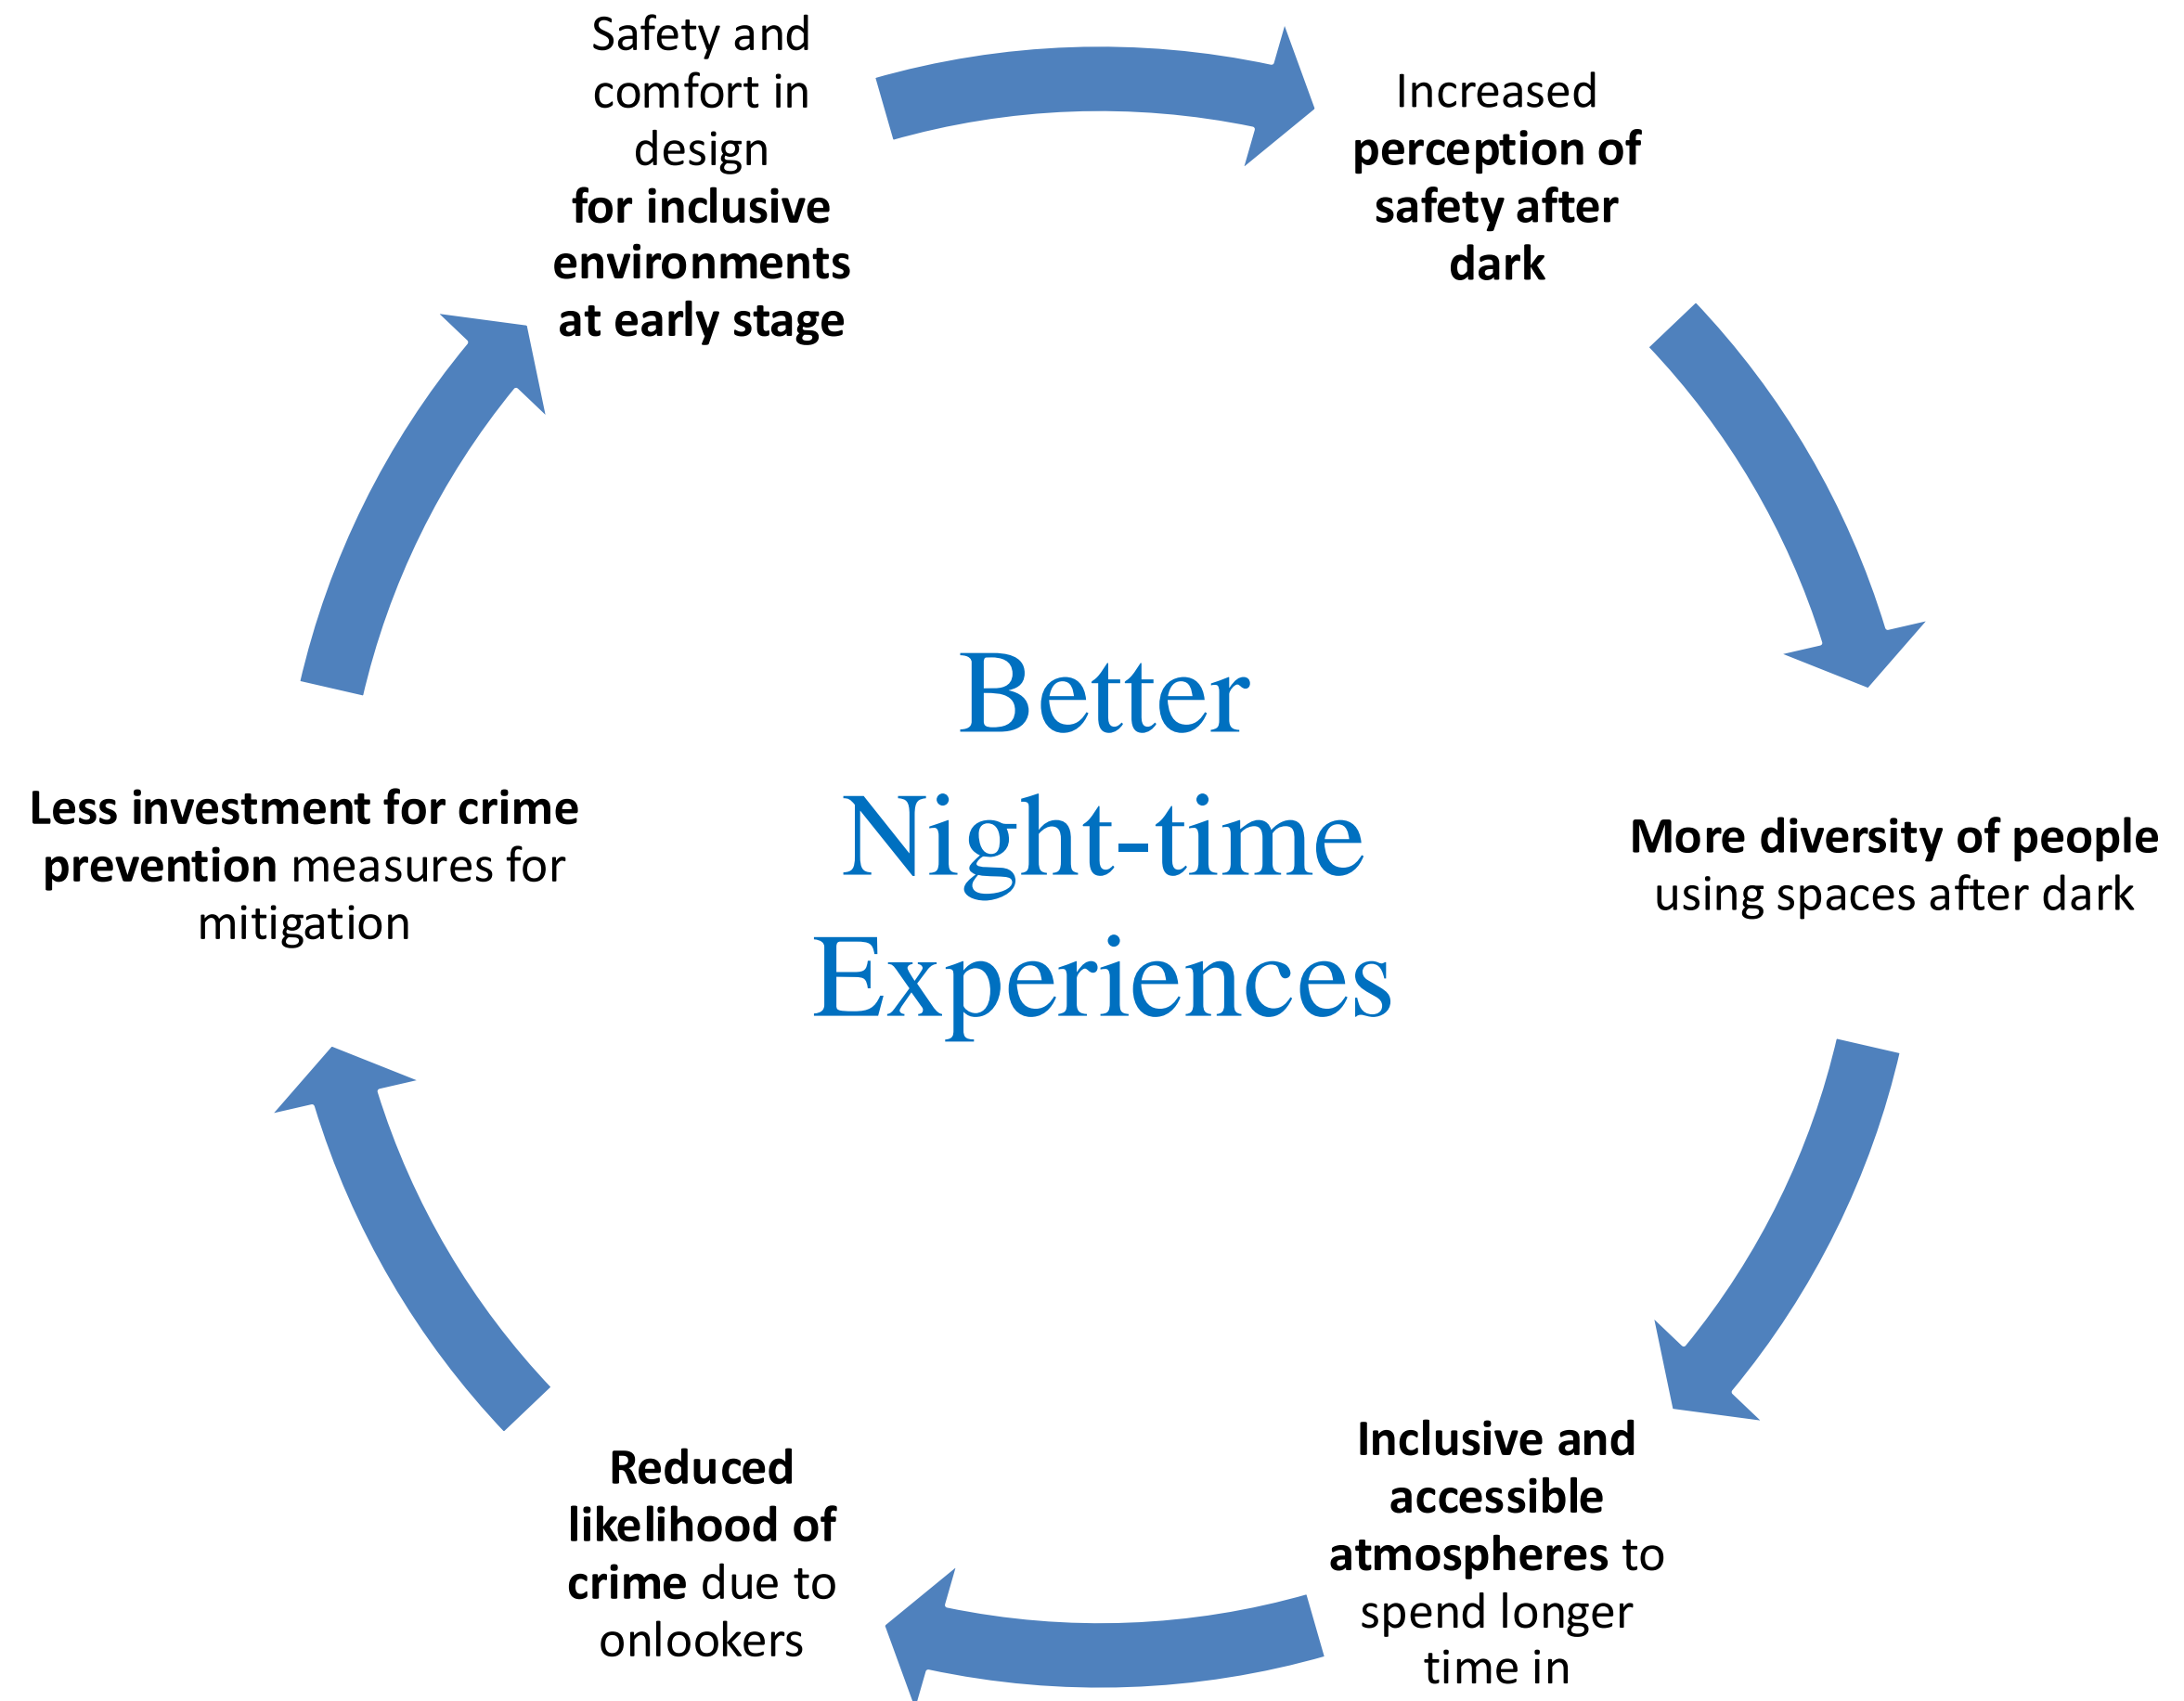 Safety and
comfort in
design
for inclusive
environments
at early stage
Increased
perception of
safety after
dark
More diversity of people
using spaces after dark
Inclusive and
accessible
atmospheres to
spend longer
time in
Reduced
likelihood of
crime due to
onlookers
Less investment for crime
prevention measures for
mitigation
Better
Night-time
Experiences